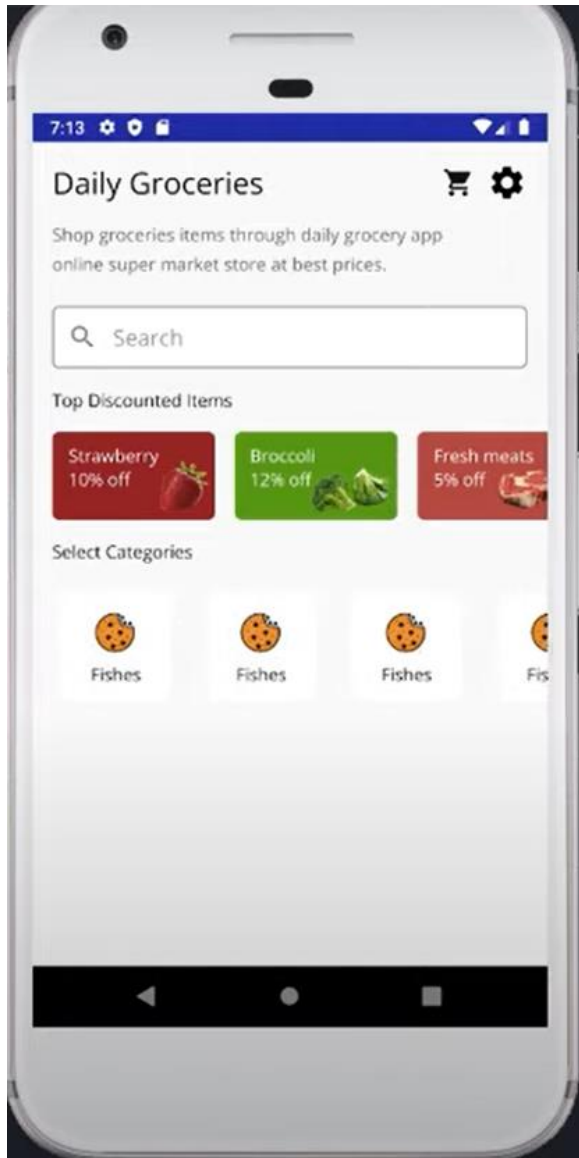 7:13
Daily Groceries
Shop groceries items through daily grocery app
online super market store at best prices.
Search
Top Discounted Items
Strawberry
10% off
Broccoli
12% off
Fresh meats
5% off
Select Categories
Fishes
Fishes
Fishes
Fis